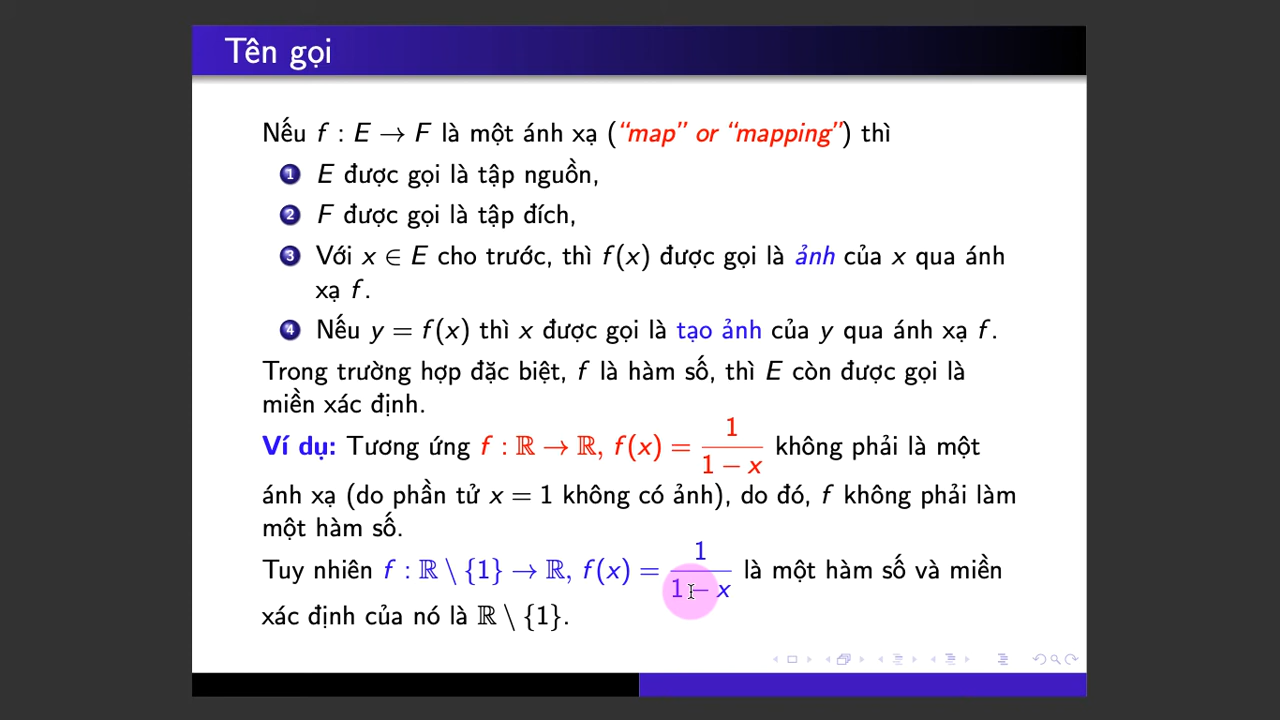 Tên gọi
Nếu f : E → F là một ánh xạ (“map” or “mapping”) thì
1 E được gọi là tập nguồn,
2 F được gọi là tập đích,
3 Với x ∈ E cho trước, thì f(x) được gọi là ảnh của x qua ánh
xạ f.
4 Nếu y = f(x) thì x được gọi là tạo ảnh của y qua ánh xạ f.
Trong trường hợp đặc biệt, f là hàm số, thì E còn được gọi là
miền xác định.
Ví dụ: Tương ứng f : ℝ → ℝ, f(x) = 1/(1 − x) không phải là một
ánh xạ (do phần tử x = 1 không có ảnh), do đó, f không phải làm
một hàm số.
Tuy nhiên f : ℝ \ {1} → ℝ, f(x) = 1/(1 − x) là một hàm số và miền
xác định của nó là ℝ \ {1}.